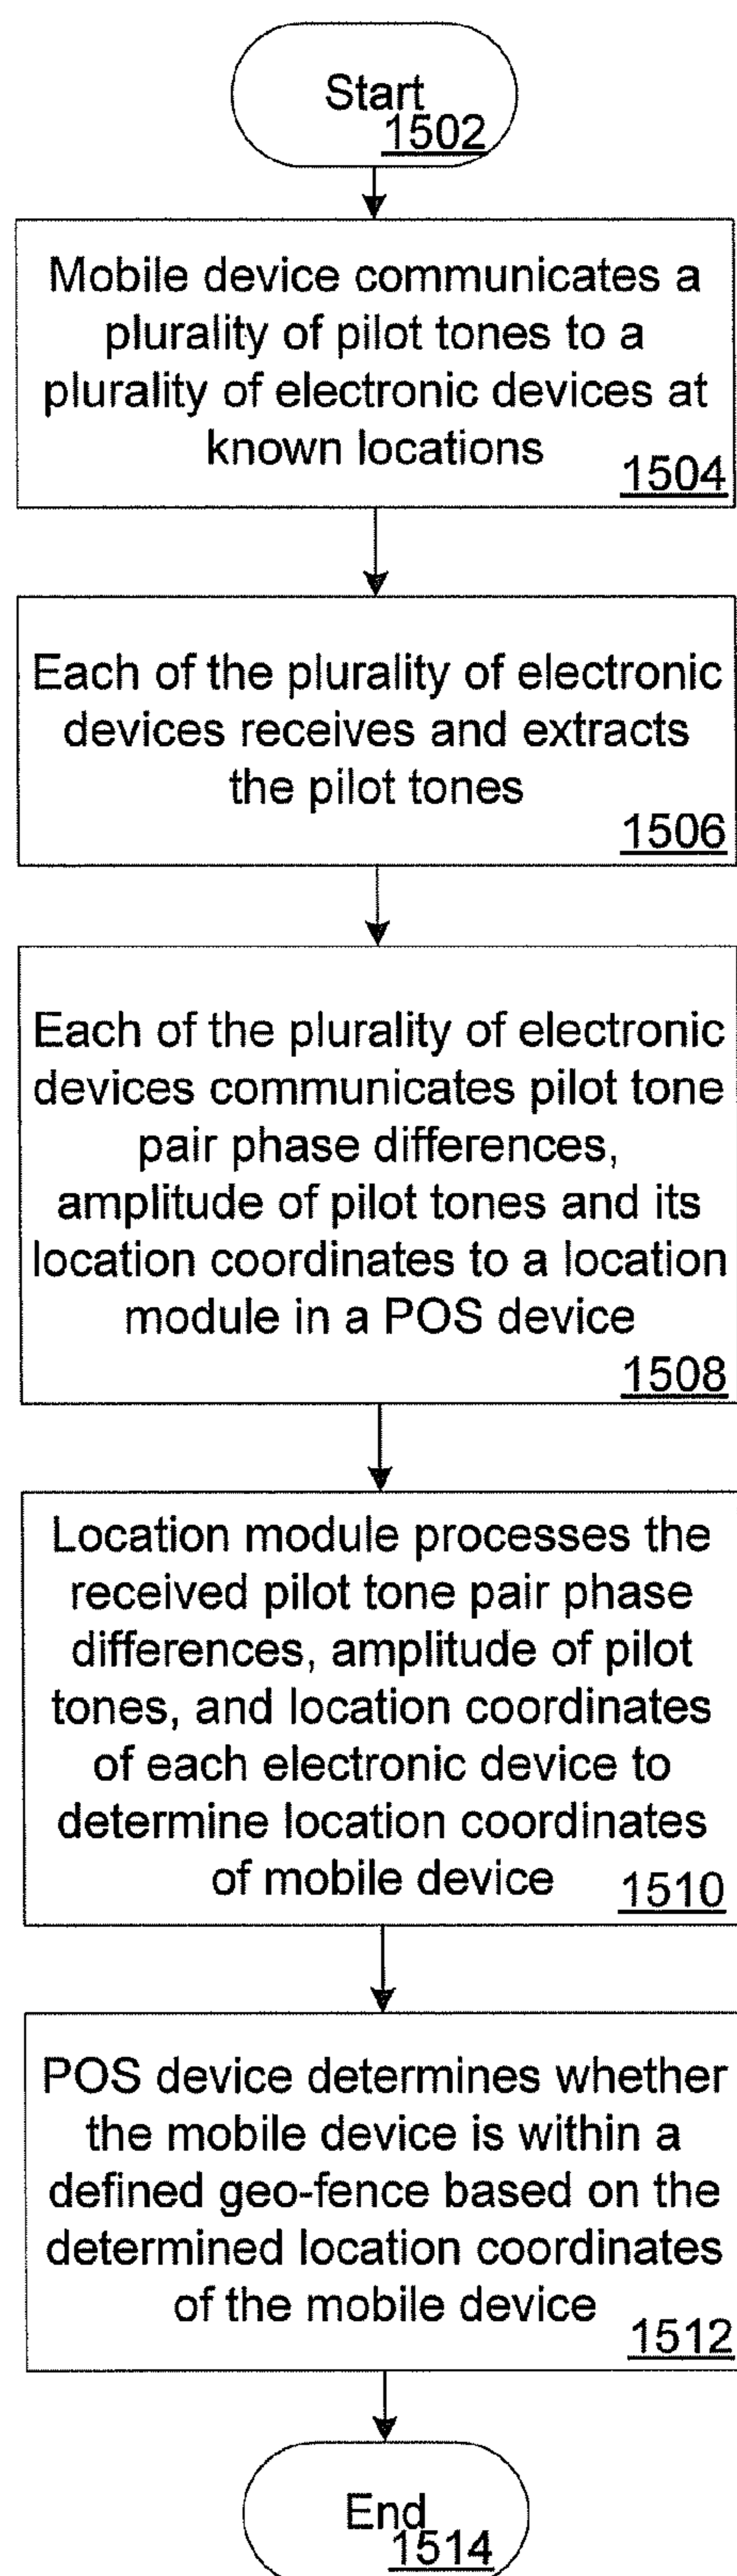 Start
1502
Mobile device communicates a
plurality of pilot tones to a
plurality of electronic devices at
known locations
1504
Each of the plurality of electronic
devices receives and extracts
the pilot tones
1506
Each of the plurality of electronic
devices communicates pilot tone
pair phase differences,
amplitude of pilot tones and its
location coordinates to a location
module in a POS device
1508
Location module processes the
received pilot tone pair phase
differences, amplitude of pilot
tones, and location coordinates
of each electronic device to
determine location coordinates
of mobile device
1510
POS device determines whether
the mobile device is within a
defined geo-fence based on the
determined location coordinates
of the mobile device
1512
End
1514